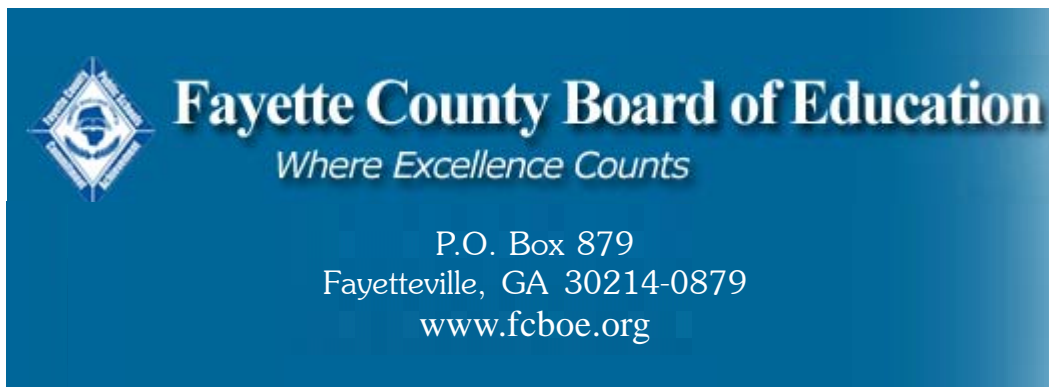 Fayette County Board of Education
Where Excellence Counts
P.O. Box 879
Fayetteville, GA 30214-0879
www.fcboe.org